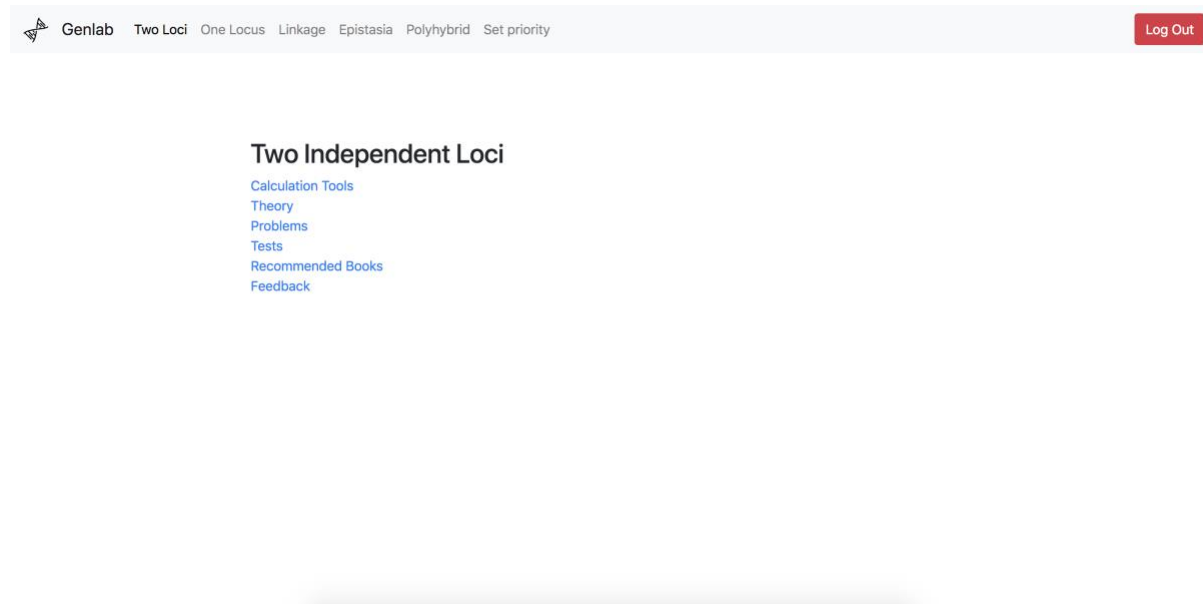 Genlab Two Loci One Locus Linkage Epistasia Polyhybrid Set priority Log Out
Two Independent Loci
Calculation Tools
Theory
Problems
Tests
Recommended Books
Feedback